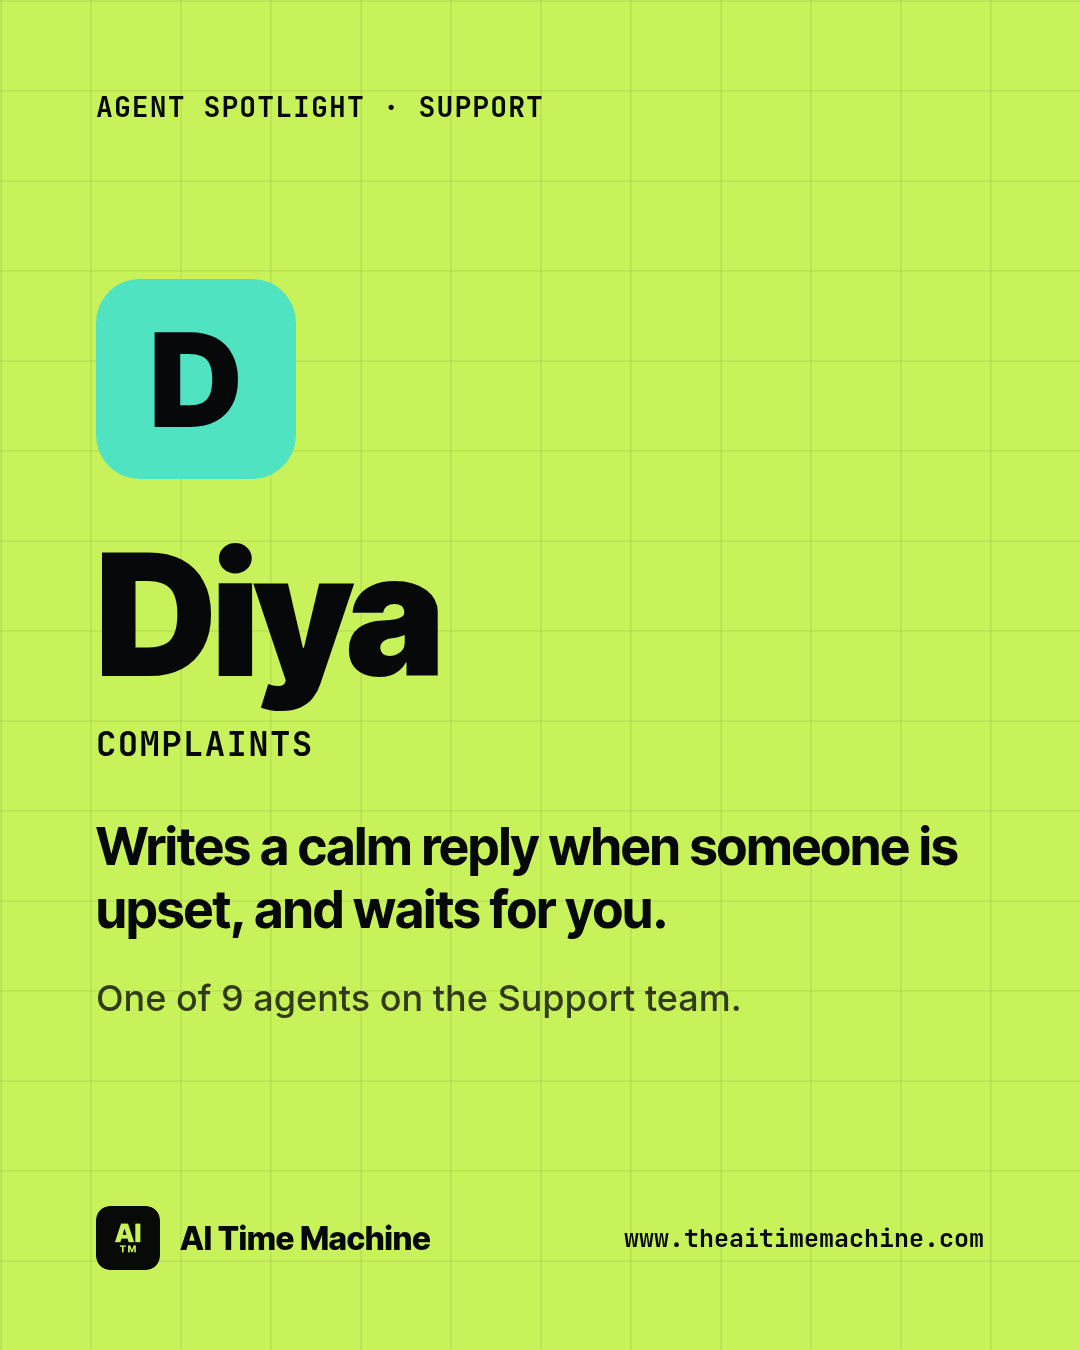 AGENT SPOTLIGHT · SUPPORT
D
Diya
COMPLAINTS
Writes a calm reply when someone is
upset, and waits for you.
One of 9 agents on the Support team.
AI
TM
AI Time Machine
www.theaitimemachine.com